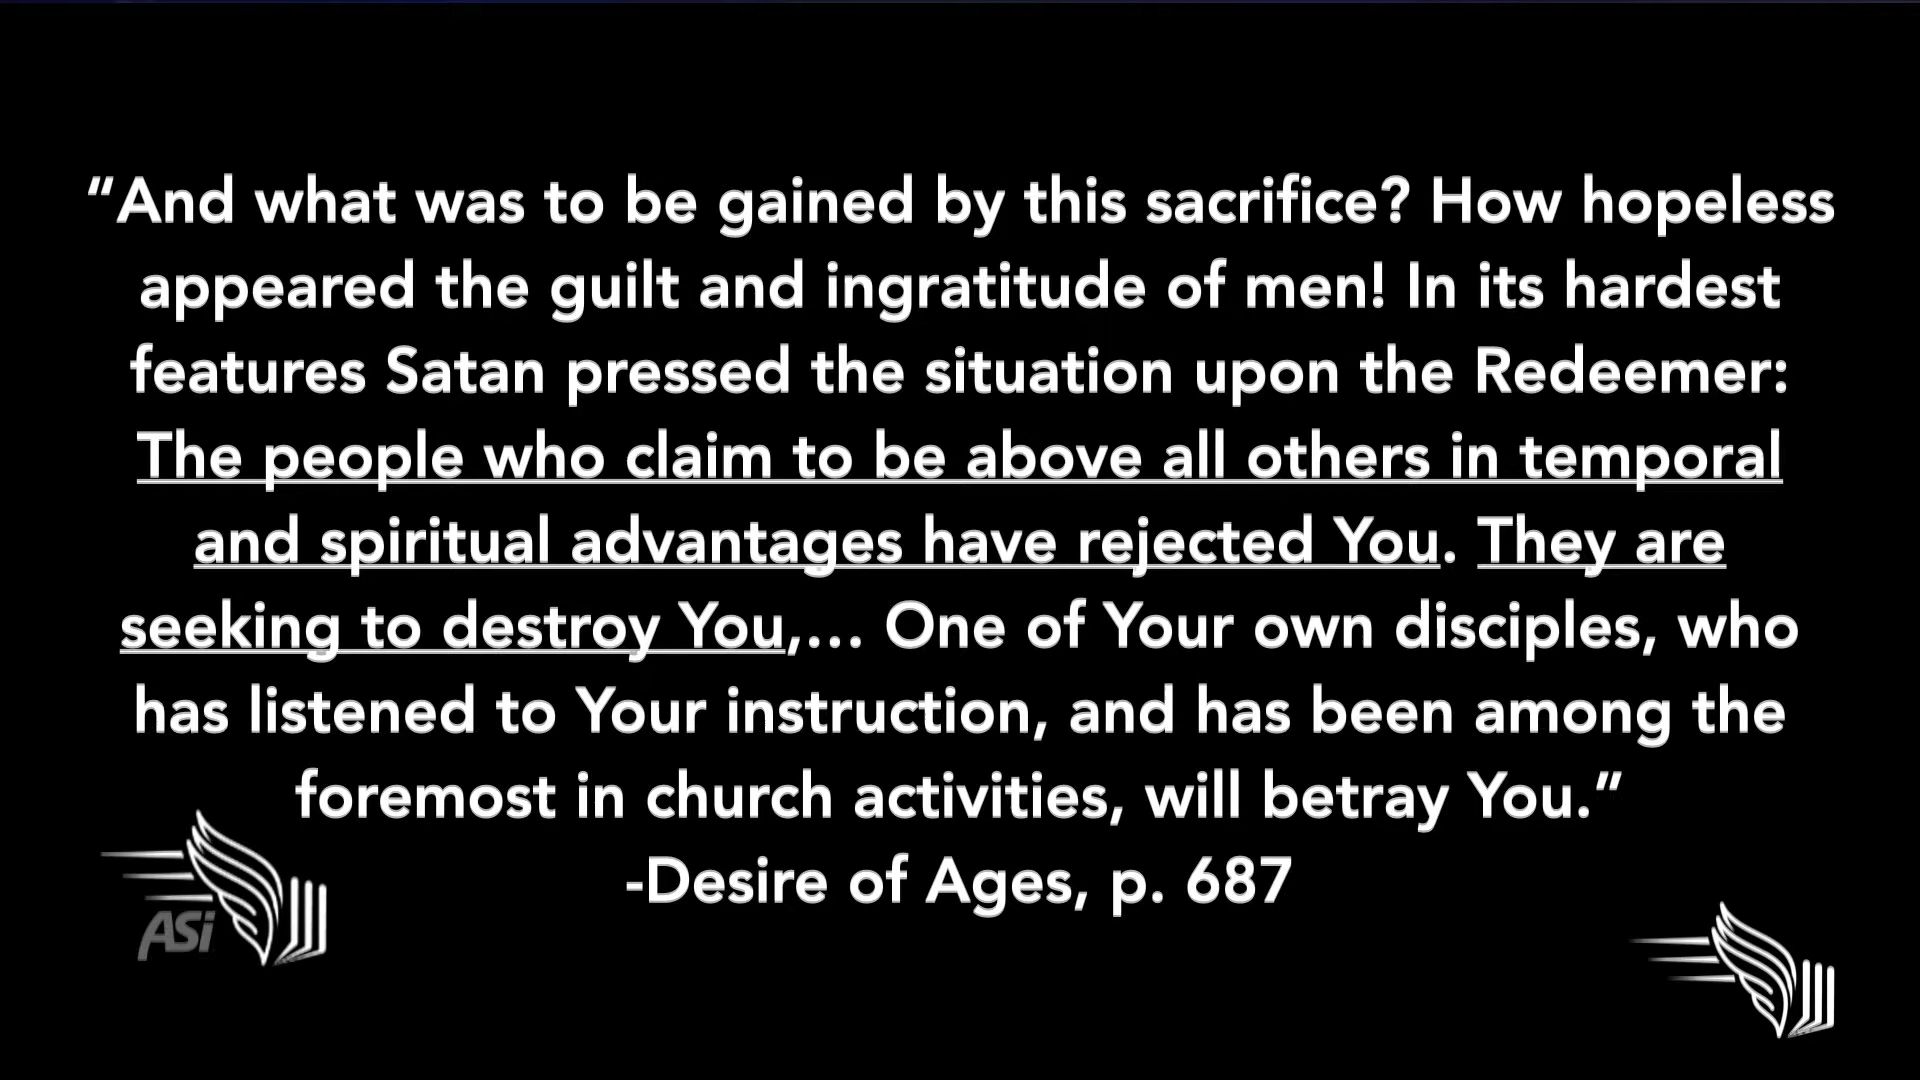 “And what was to be gained by this sacrifice? How hopeless
appeared the guilt and ingratitude of men! In its hardest
features Satan pressed the situation upon the Redeemer:
The people who claim to be above all others in temporal
and spiritual advantages have rejected You. They are
seeking to destroy You,... One of Your own disciples, who
has listened to Your instruction, and has been among the
foremost in church activities, will betray You.”
-Desire of Ages, p. 687
ASi